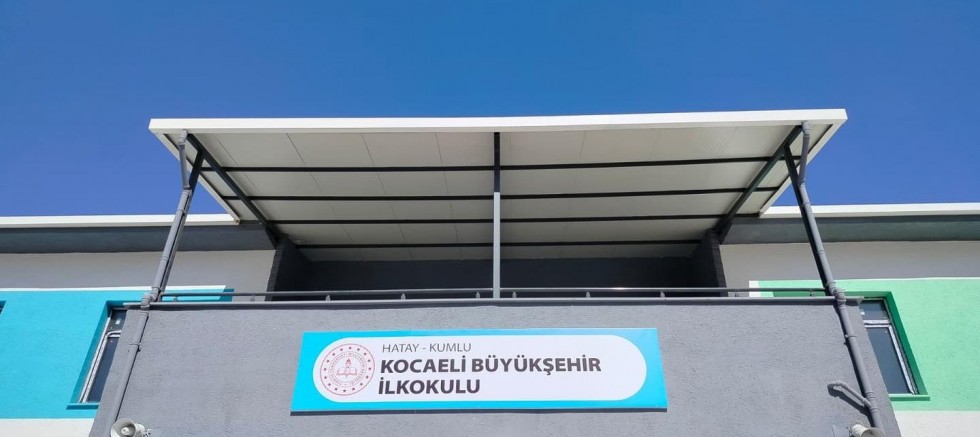 HATAY - KUMLU
KOCAELİ BÜYÜKŞEHİR
İLKOKULU